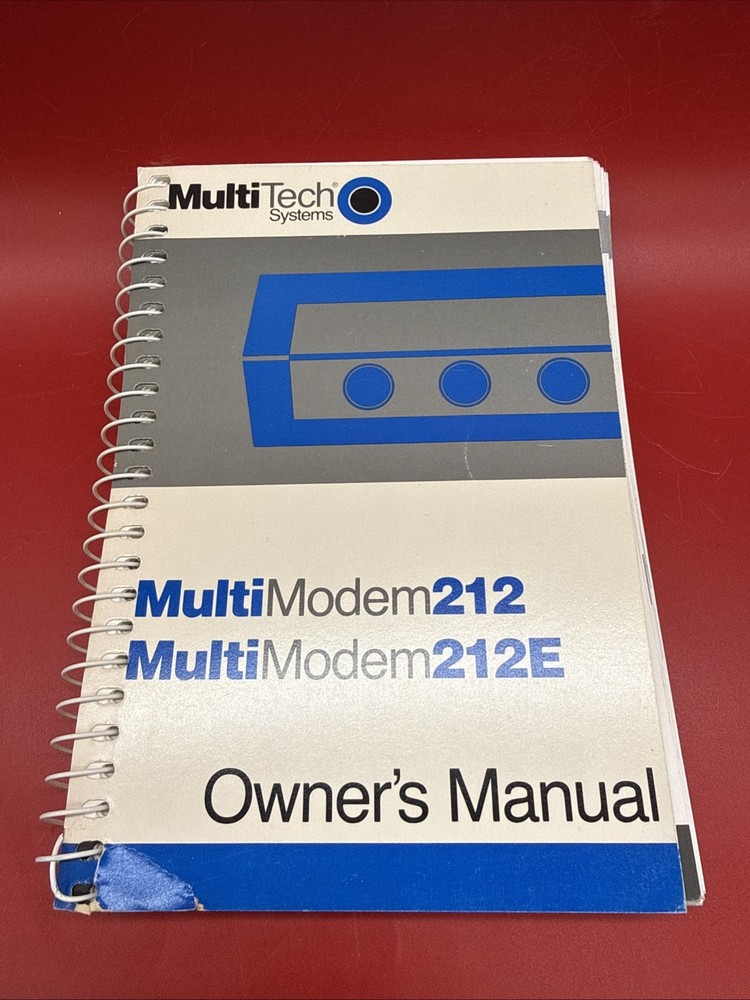 MultiTech®
Systems
MultiModem212
MultiModem212E
Owner's Manual